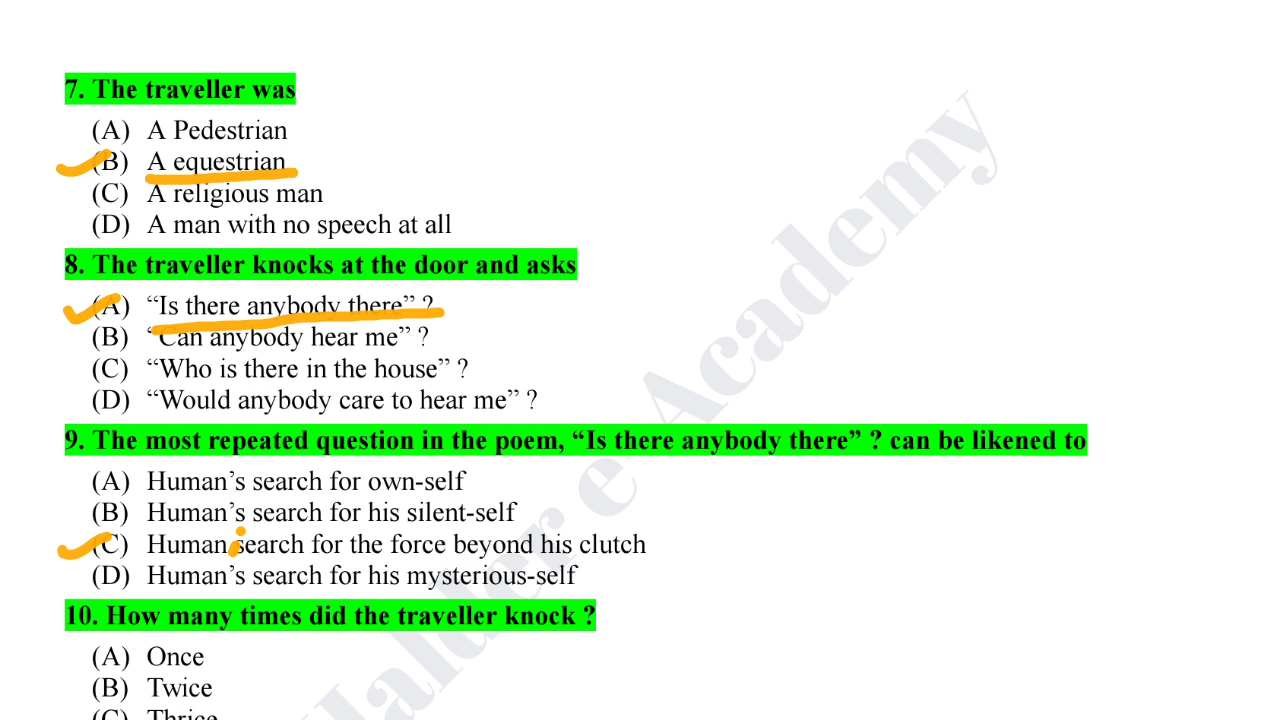 7. The traveller was
(A) A Pedestrian
(B) A equestrian
(C) A religious man
(D) A man with no speech at all
8. The traveller knocks at the door and asks
(A) “Is there anybody there” ?
(B) “Can anybody hear me” ?
(C) “Who is there in the house” ?
(D) “Would anybody care to hear me” ?
9. The most repeated question in the poem, “Is there anybody there” ? can be likened to
(A) Human’s search for own-self
(B) Human’s search for his silent-self
(C) Human search for the force beyond his clutch
(D) Human’s search for his mysterious-self
10. How many times did the traveller knock ?
(A) Once
(B) Twice
(C) Thrice
Halder e Academy